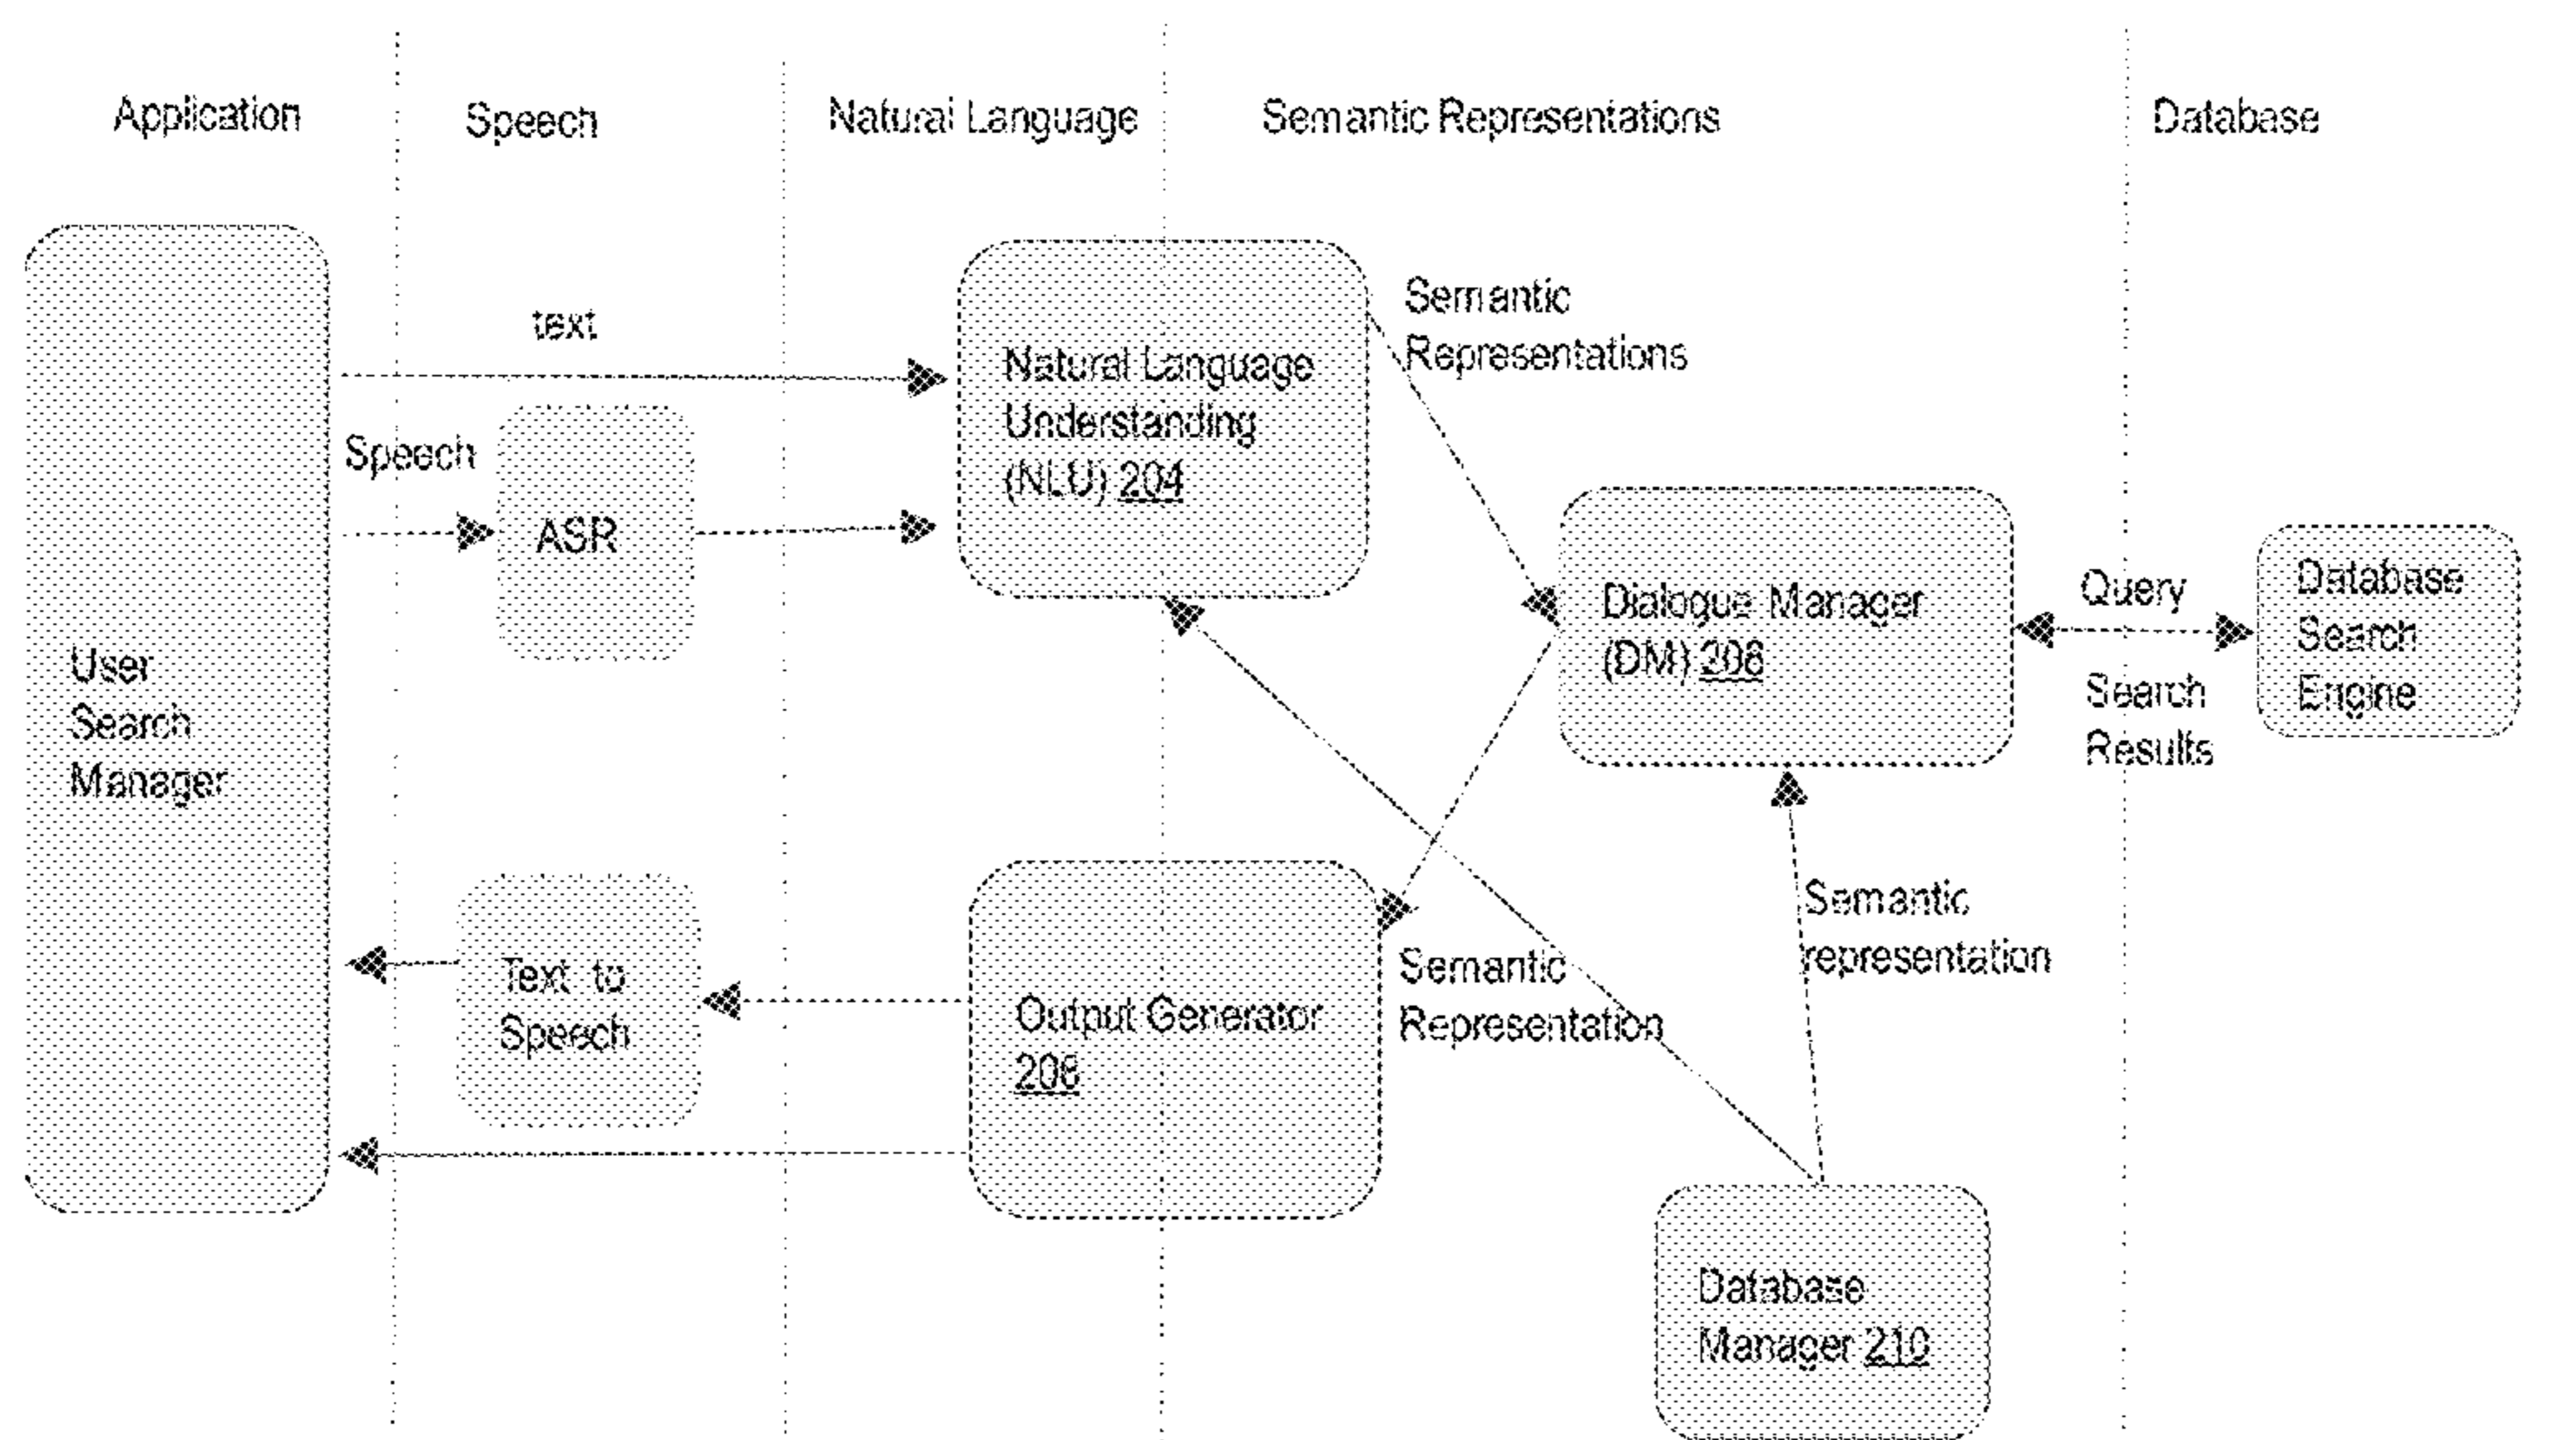 Application
Speech
Natural Language
Semantic Representations
Database
text
Speech
ASR
User
Search
Manager
Natural Language
Understanding
(NLU) 204
Semantic
Representations
Dialogue Manager
(DM) 206
Query
Search
Results
Database
Search
Engine
Text to
Speech
Output Generator
Semantic
Representation
Semantic
representation
Database
Manager 210